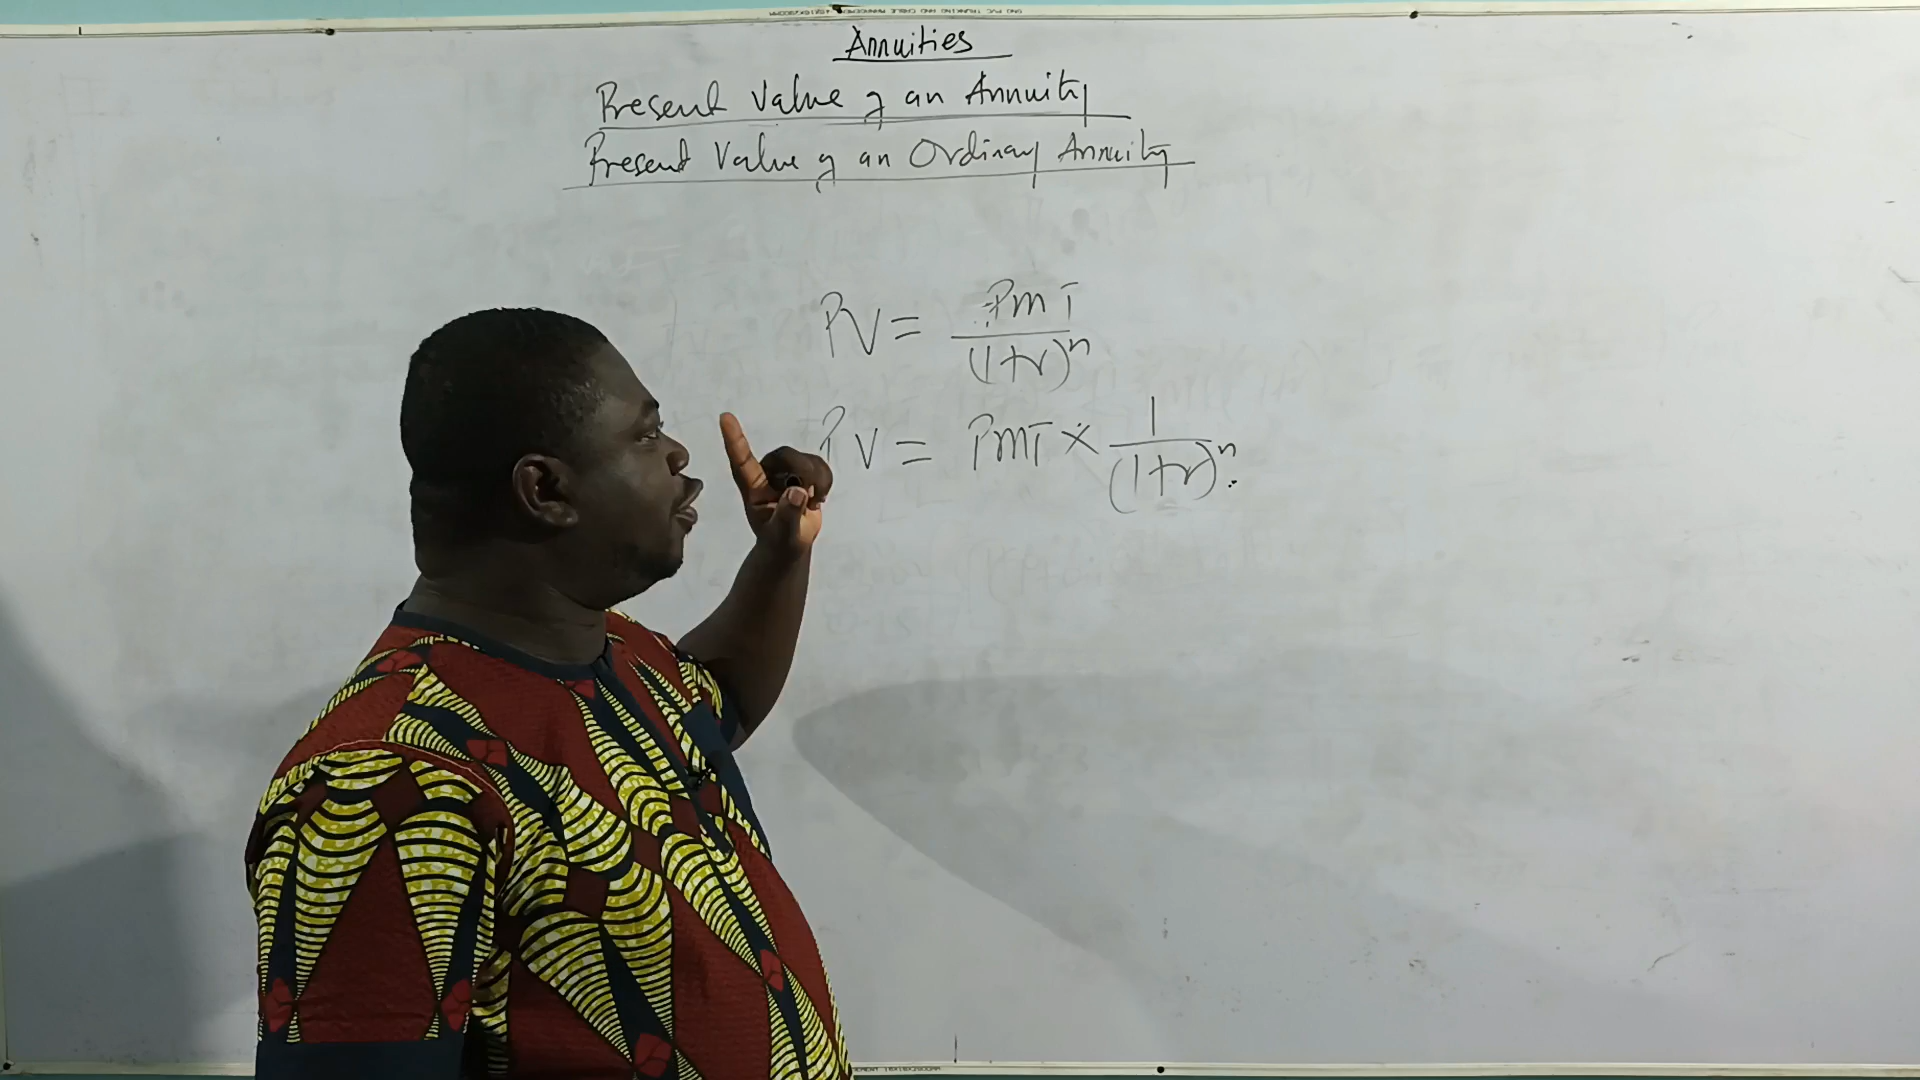 Annuities
Present Value of an Annuity
Present Value of an Ordinary Annuity
PV = PMT / (1+r)^n
PV = PMT × 1 / (1+r)^n